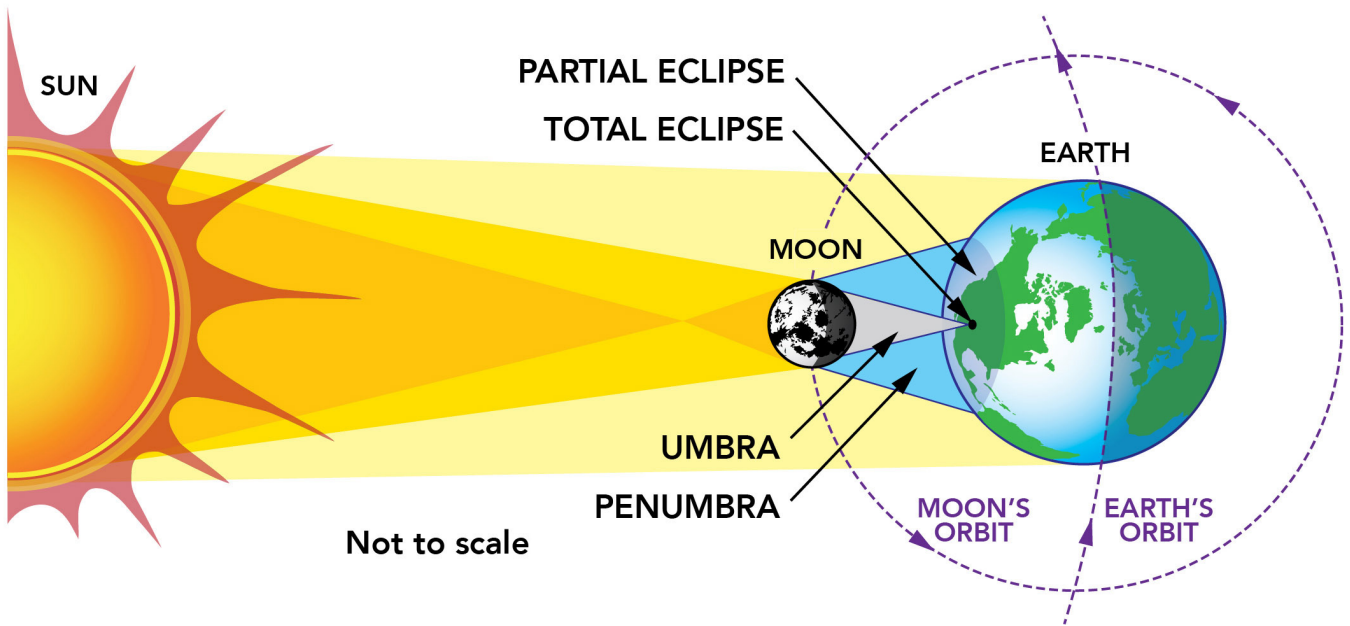 SUN
PARTIAL ECLIPSE
TOTAL ECLIPSE
EARTH
MOON
UMBRA
PENUMBRA
MOON'S
ORBIT
EARTH'S
ORBIT
Not to scale